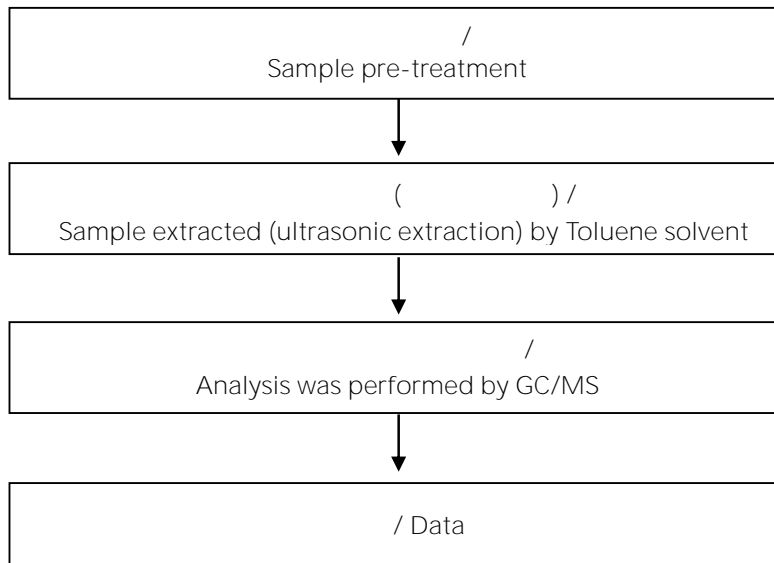 /
Sample pre-treatment
( ) /
Sample extracted (ultrasonic extraction) by Toluene solvent
/
Analysis was performed by GC/MS
/ Data